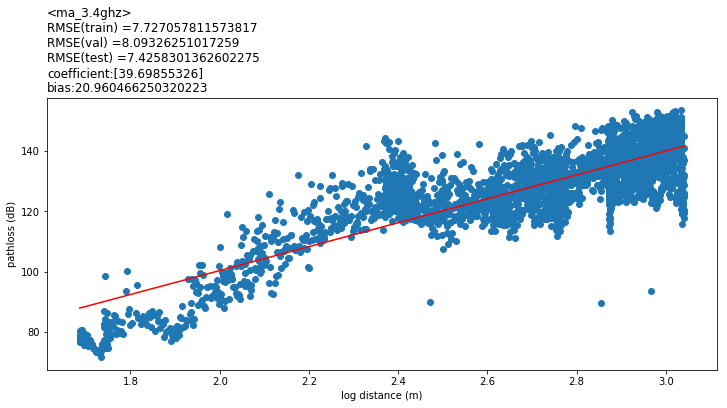 <ma_3.4ghz>
RMSE(train) =7.727057811573817
RMSE(val) =8.09326251017259
RMSE(test) =7.4258301362602275
coefficient:[39.69855326]
bias:20.960466250320223
140
120
100
80
pathloss (dB)
1.8 2.0 2.2 2.4 2.6 2.8 3.0
log distance (m)